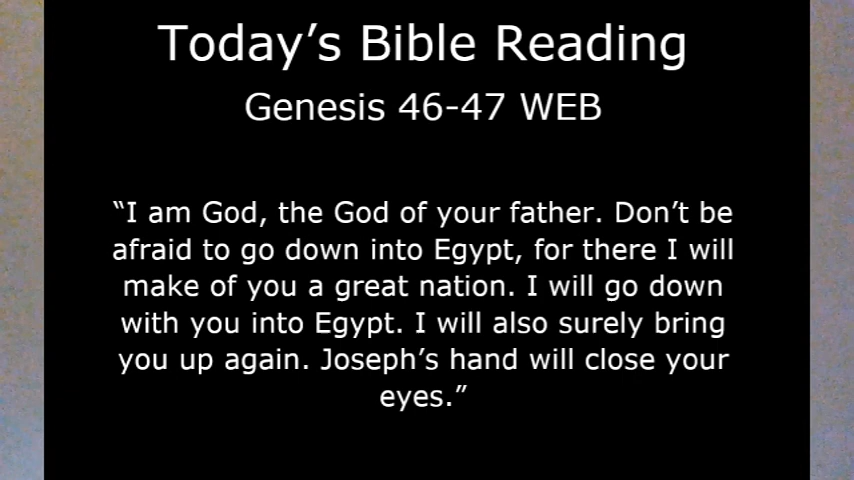 Today’s Bible Reading
Genesis 46-47 WEB
“I am God, the God of your father. Don’t be
afraid to go down into Egypt, for there I will
make of you a great nation. I will go down
with you into Egypt. I will also surely bring
you up again. Joseph’s hand will close your
eyes.”